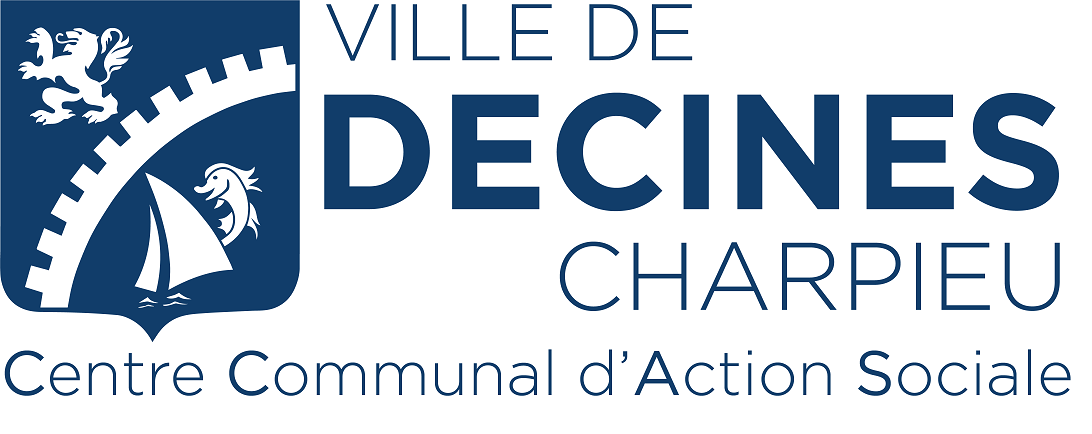 VILLE DE
DECINES
CHARPIEU
Centre Communal d'Action Sociale